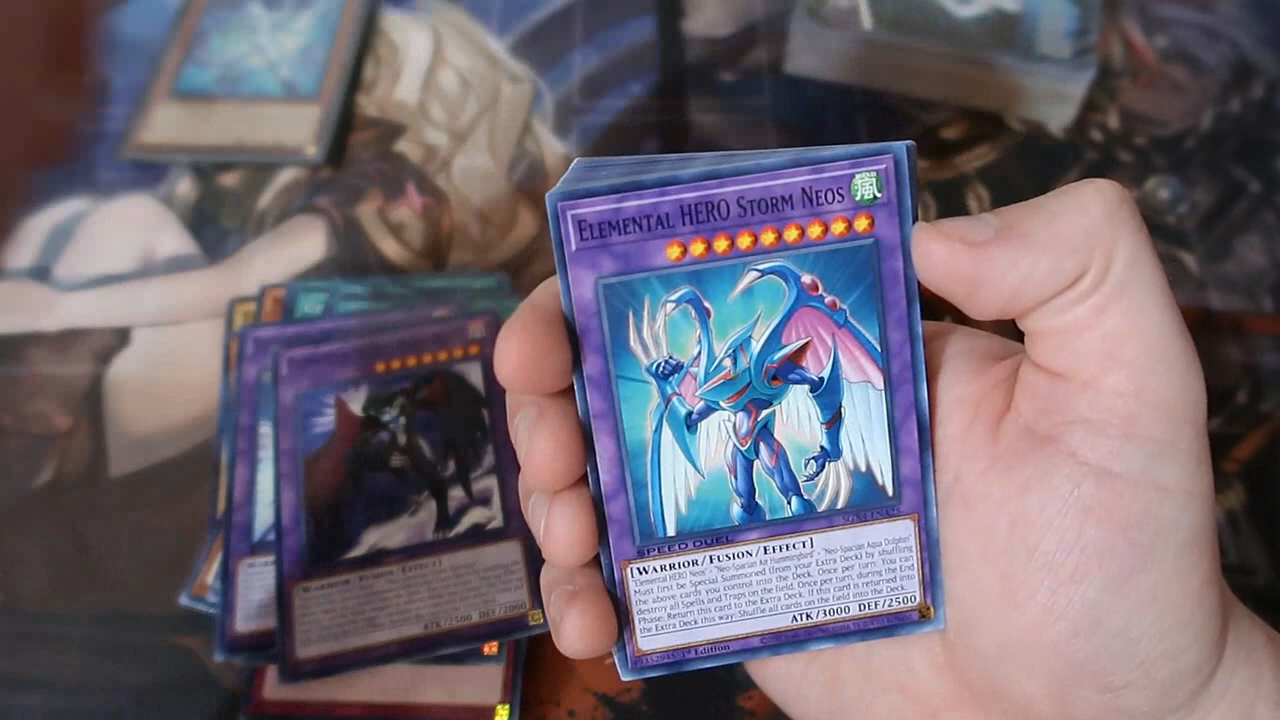 ELEMENTAL HERO STORM NEOS
WIND
風
SPEED DUEL
[WARRIOR/FUSION/EFFECT]
"Elemental HERO Neos" + "Neo-Spacian Air Hummingbird" + "Neo-Spacian Aqua Dolphin"
Must first be Special Summoned (from your Extra Deck) by shuffling
the above cards you control into the Deck. Once per turn: You can
destroy all Spells and Traps on the field. Once per turn, during the End
Phase: Return this card to the Extra Deck. If this card is returned into
the Extra Deck this way: Shuffle all cards on the field into the Deck.
ATK/3000 DEF/2500
1st Edition
WARRIOR/FUSION/EFFECT]
ATK/2500 DEF/2000